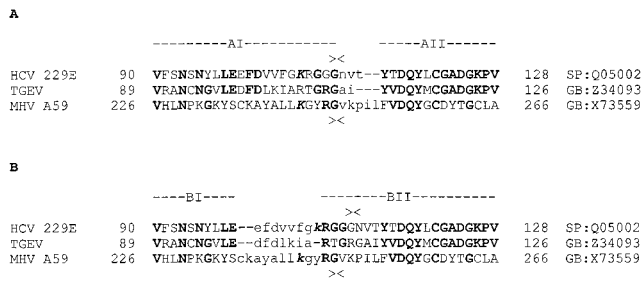 A
----------AI----------- -----AII------
><
HCV 229E 90 VFSNSNYLLEEFDVVFGKRGGGnvt--YTDQYLCGADGKPV 128 SP:Q05002
TGEV 89 VRANCNGVLEDFDLKIARTGRGai---YVDQYMCGADGKPV 126 GB:Z34093
MHV A59 226 VHLNPKGKYSCKAYALLKGYRGvkpilFVDQYGCDYTGCLA 266 GB:X73559
><
B
----BI---- --------BII----------
><
HCV 229E 90 VFSNSNYLLE--efdvvfgkRGGGNVTYTDQYLCGADGKPV 128 SP:Q05002
TGEV 89 VRANCNGVLE--dfdlkia-RTGRGAIYVDQYMCGADGKPV 126 GB:Z34093
MHV A59 226 VHLNPKGKYSckayallkgyRGVKPILFVDQYGCDYTGCLA 266 GB:X73559
><